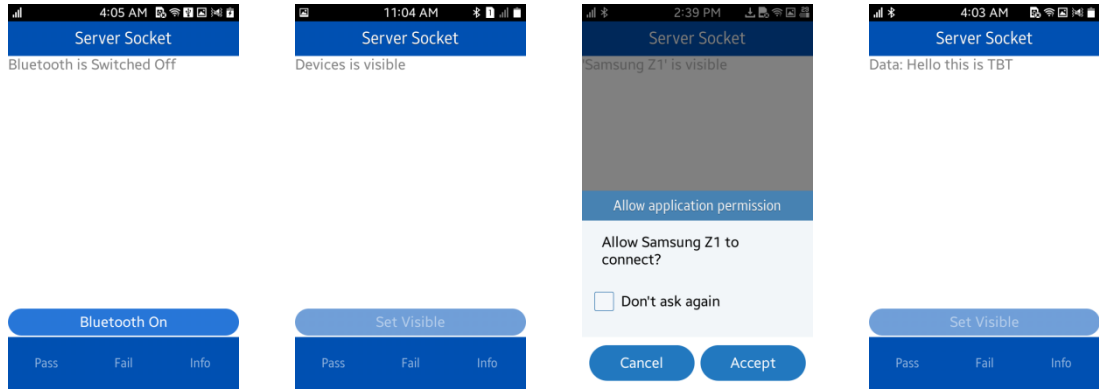 4:05 AM
Server Socket
Bluetooth is Switched Off
Bluetooth On
Pass Fail Info
11:04 AM
1
Server Socket
Devices is visible
Set Visible
Pass Fail Info
2:39 PM
Server Socket
'Samsung Z1' is visible
Allow application permission
Allow Samsung Z1 to
connect?
Don't ask again
Cancel Accept
4:03 AM
Server Socket
Data: Hello this is TBT
Set Visible
Pass Fail Info